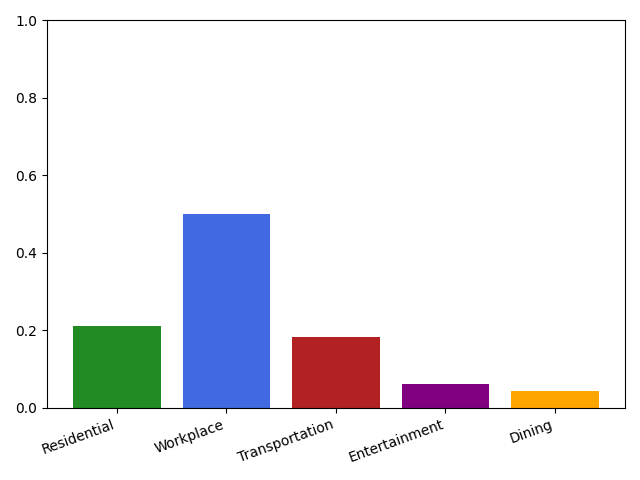 1.0
0.8
0.6
0.4
0.2
0.0
Residential
Workplace
Transportation
Entertainment
Dining